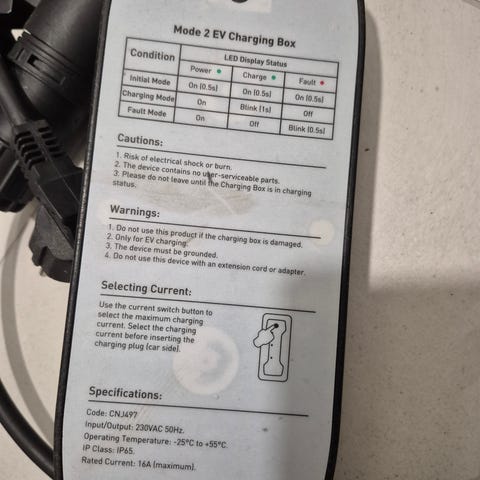 Mode 2 EV Charging Box
Condition LED Display Status
Power Charge Fault
Initial Mode On (0.5s) On (0.5s) On (0.5s)
Charging Mode On Blink (1s) Off
Fault Mode On Off Blink (0.5s)
Cautions:
1. Risk of electrical shock or burn.
2. The device contains no user-serviceable parts.
3. Please do not leave until the Charging Box is in charging
status.
Warnings:
1. Do not use this product if the charging box is damaged.
2. Only for EV charging.
3. The device must be grounded.
4. Do not use this device with an extension cord or adapter.
Selecting Current:
Use the current switch button to
select the maximum charging
current. Select the charging
current before inserting the
charging plug (car side).
Specifications:
Code: CNJ497
Input/Output: 230VAC 50Hz.
Operating Temperature: -25°C to +55°C.
IP Class: IP65.
Rated Current: 16A (maximum).